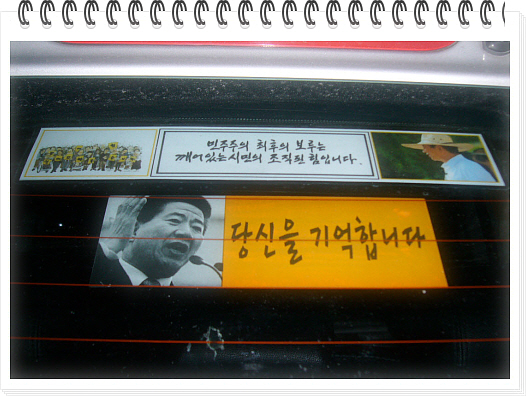 민주주의 최후의 보루는
깨어있는 시민의 조직된 힘입니다.
당신을 기억합니다